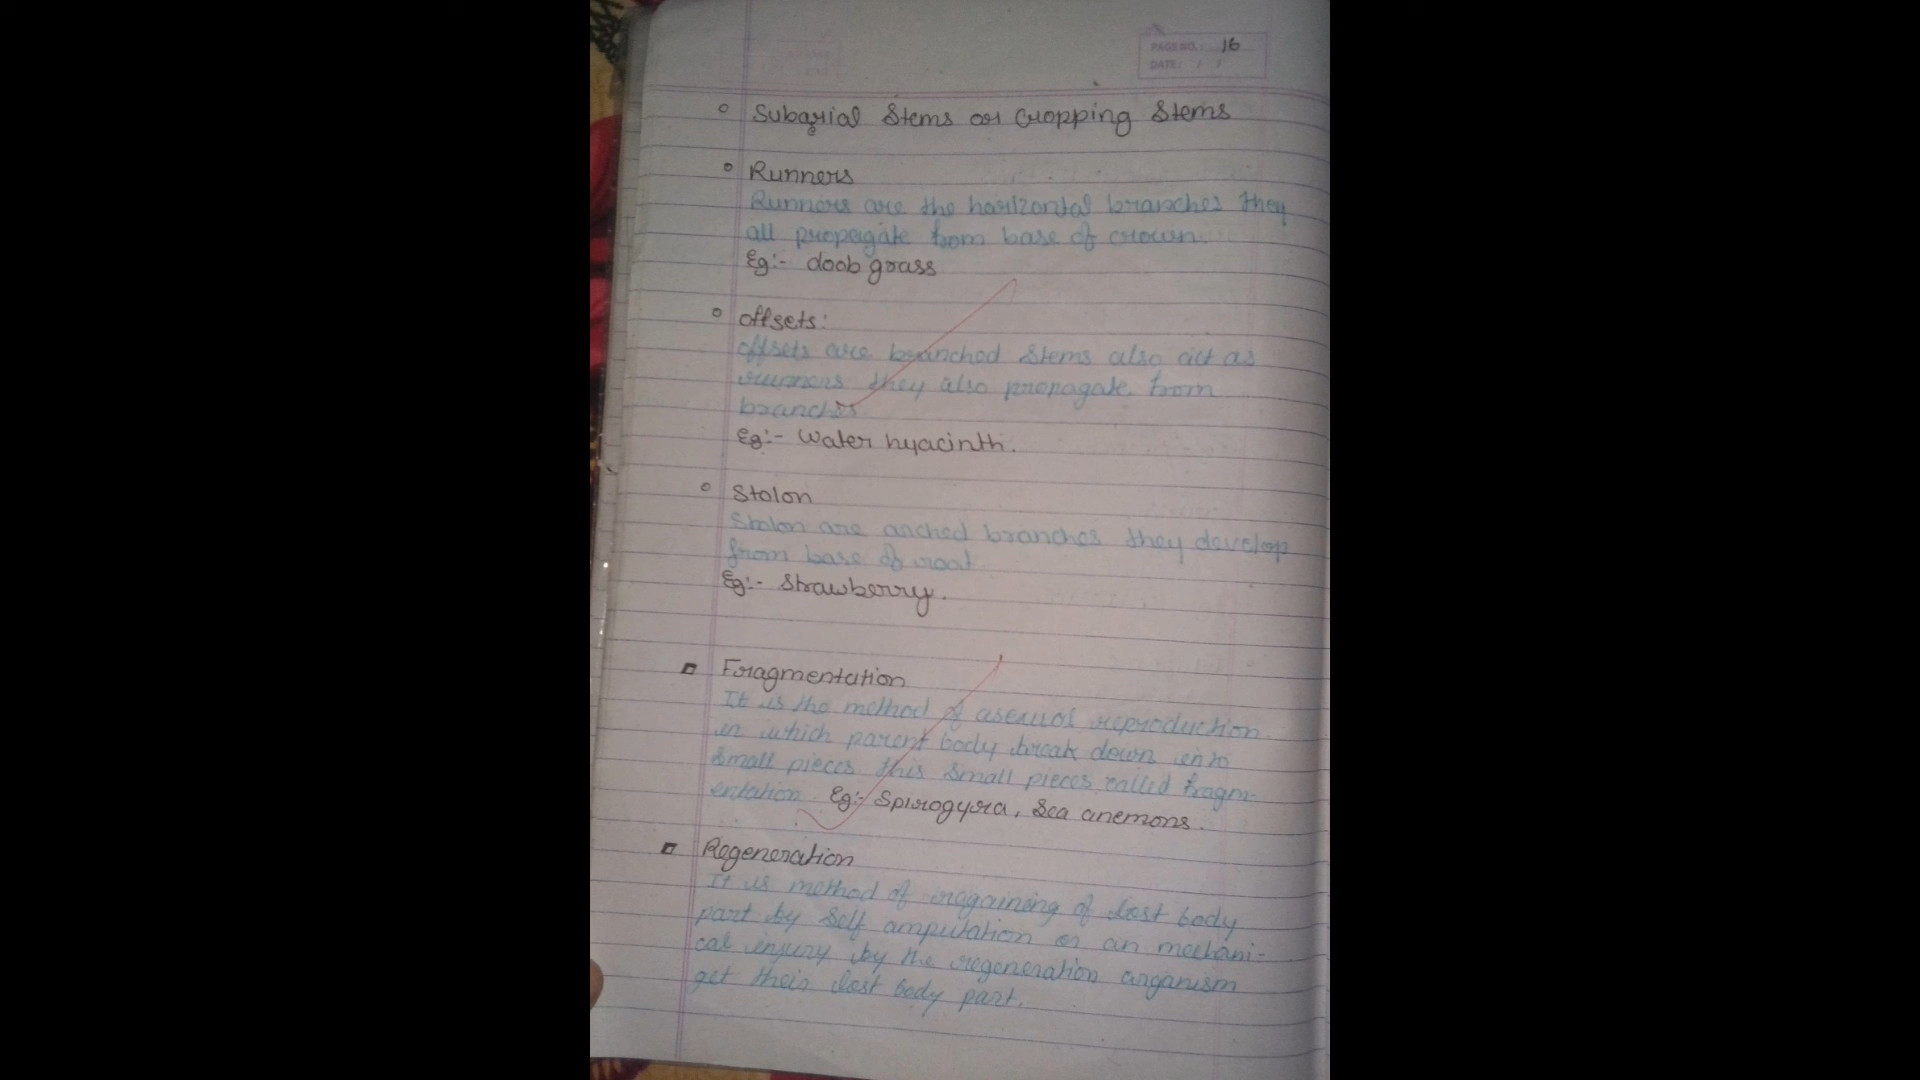 PAGE NO.: 16
DATE: / /
Subarial Stems or Cropping Stems
Runners
Runners are the horizontal branches they
all propagate from base of crown.
Eg:- doob grass
offsets:
offsets are branched Stems also act as
runners they also propagate from
branches.
Eg:- Water hyacinth.
Stolon
Stolon are arched branches they develop
from base of root
Eg:- Strawberry.
Fragmentation
It is the method of asexual reproduction
in which parent body break down into
small pieces this small pieces called fragm-
entation. Eg:- Spirogyra, Sea anemons.
Regeneration
It is method of regaining of lost body
part by Self amputation or an mechani-
cal injury by the regeneration organism
get their lost body part.